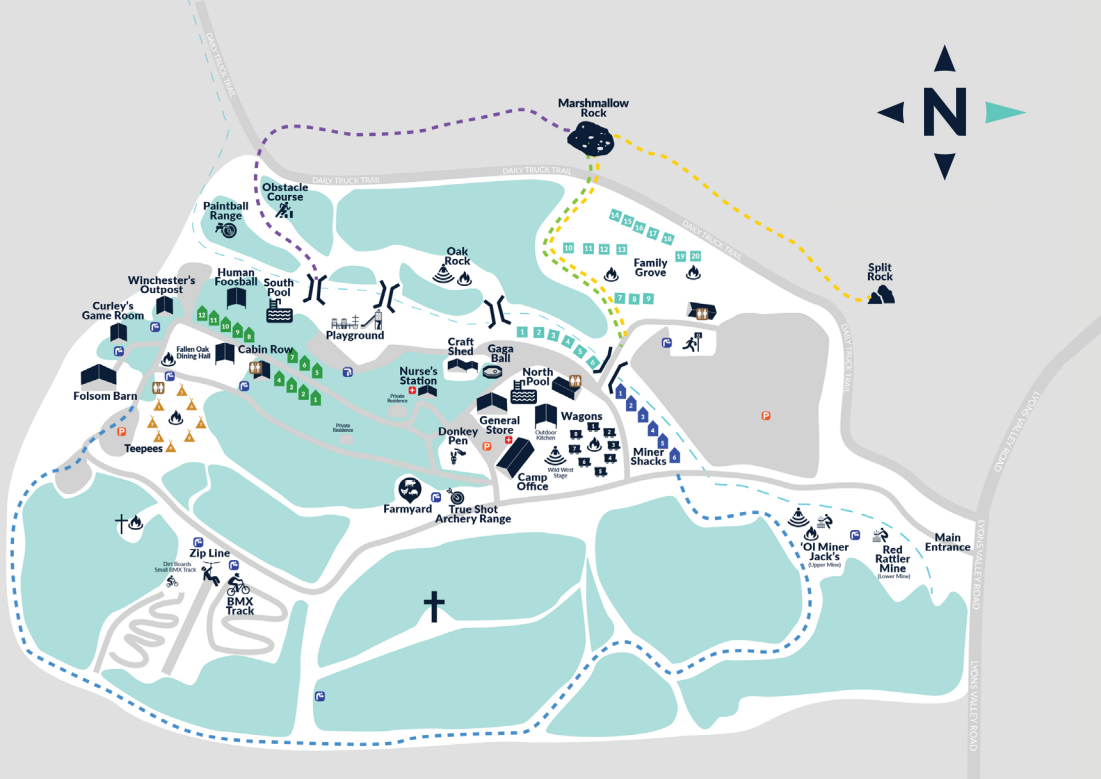 DAILY TRUCK TRAIL
N
Marshmallow
Rock
DAILY TRUCK TRAIL
DAILY TRUCK TRAIL
DAILY TRUCK TRAIL
Obstacle
Course
Paintball
Range
14
15
16
17
18
10
11
12
13
19
20
Family
Grove
7
8
9
Split
Rock
Oak
Rock
Human
Foosball
South
Pool
Winchester's
Outpost
Curley's
Game Room
12
11
10
9
8
Playground
1
2
3
4
5
6
DAILY TRUCK TRAIL
Fallen Oak
Dining Hall
Cabin Row
7
6
5
4
3
2
1
Craft
Shed
Gaga
Ball
Nurse's
Station
North
Pool
Private
Residence
Folsom Barn
Teepees
P
Private
Residence
Donkey
Pen
P
General
Store
Outdoor
Kitchen
Wagons
Wild West
Stage
Camp
Office
1
2
3
4
5
6
Miner
Shacks
P
LYONS VALLEY ROAD
Farmyard
True Shot
Archery Range
'Ol Miner
Jack's
(Upper Mine)
Red
Rattler
Mine
(Lower Mine)
Main
Entrance
LYONS VALLEY ROAD
Zip Line
Dirt Boards
Small BMX Track
BMX
Track
LYONS VALLEY ROAD